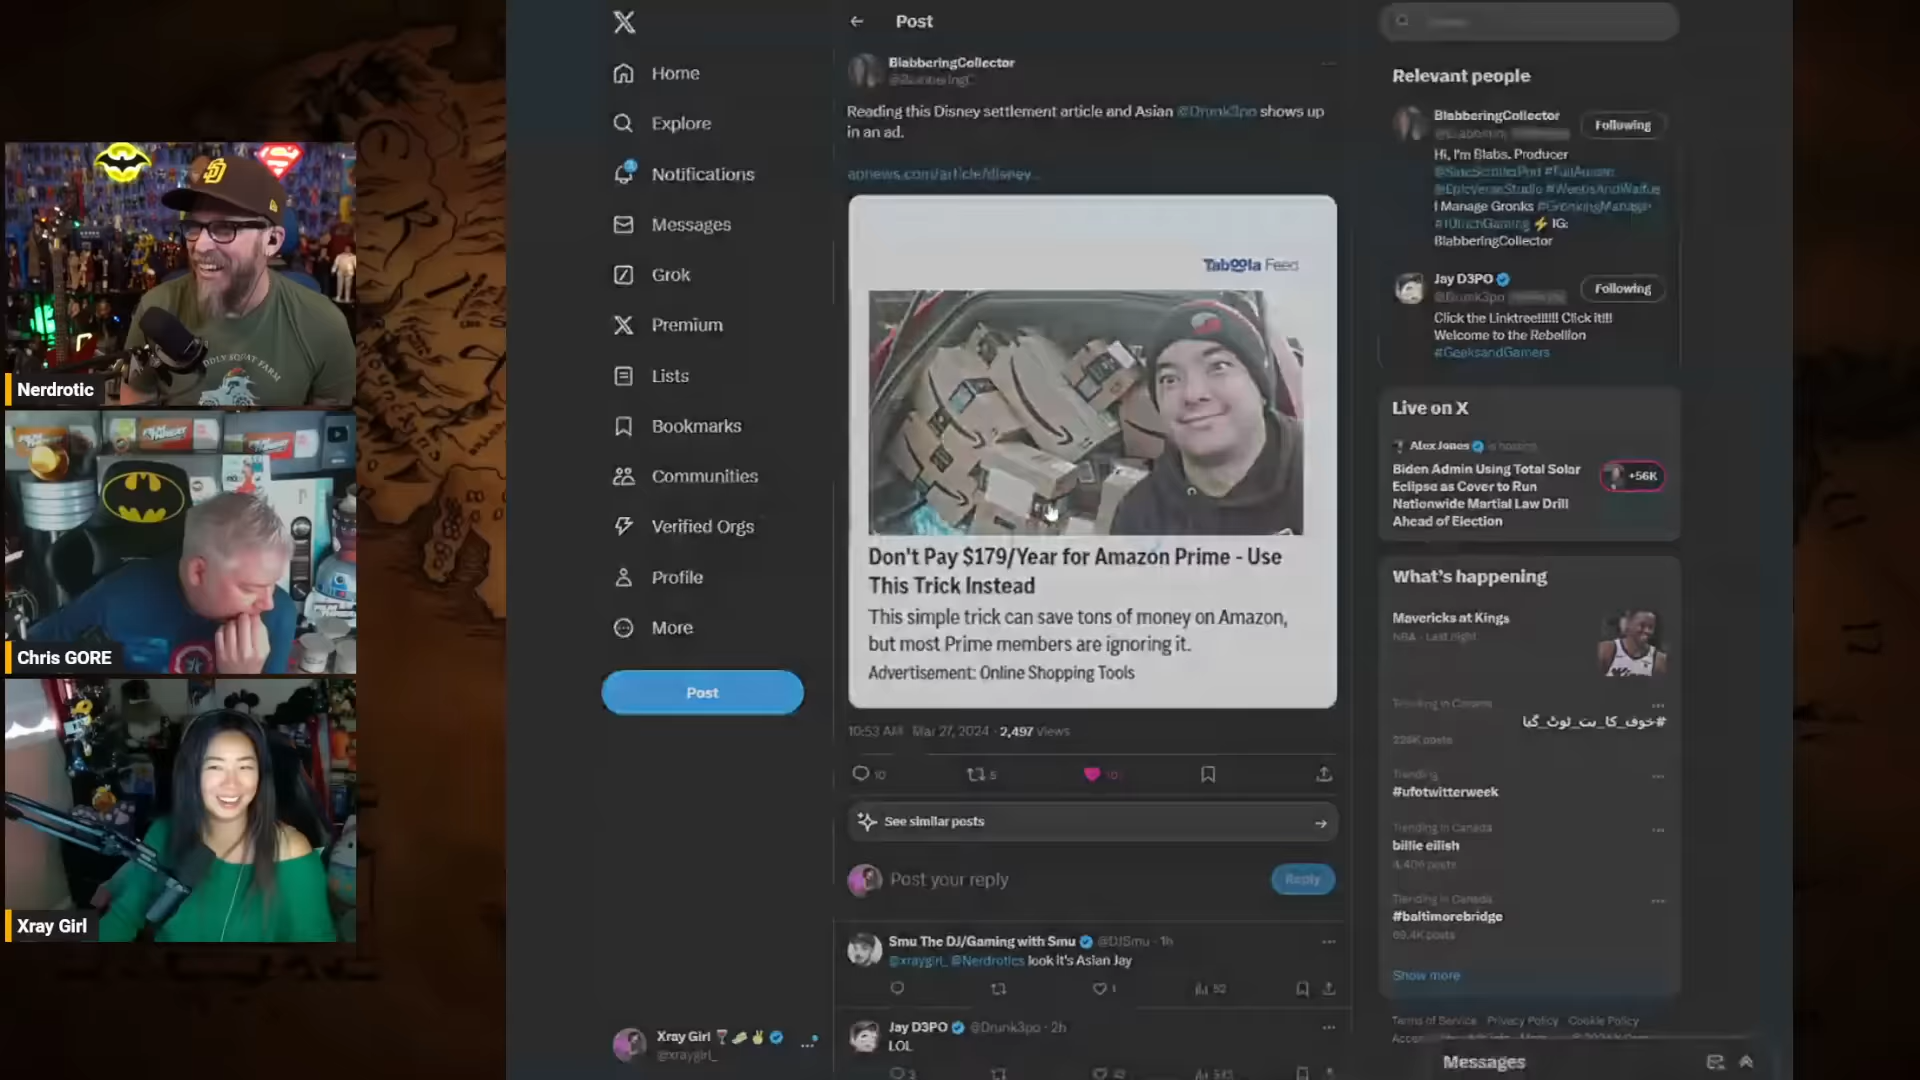 Nerdrotic
Chris GORE
Xray Girl
Home
Explore
Notifications
Messages
Grok
Premium
Lists
Bookmarks
Communities
Verified Orgs
Profile
More
Post
Xray Girl
@xraygirl_
Post
BlabberingCollector
Reading this Disney settlement article and Asian @Drunk3po shows up
in an ad.
apnews.com/article/disney...
Taboola Feed
Don't Pay $179/Year for Amazon Prime - Use
This Trick Instead
This simple trick can save tons of money on Amazon,
but most Prime members are ignoring it.
Advertisement: Online Shopping Tools
10:53 AM Mar 27, 2024 · 2,497 Views
10 5 10
See similar posts
Post your reply
Reply
Smu The DJ/Gaming with Smu @DJSmu · 1h
@xraygirl_ @Nerdrotics look it's Asian Jay
1
Jay D3PO @Drunk3po · 2h
LOL
Relevant people
BlabberingCollector
Following
Hi, I'm Blabs. Producer
I Manage Gronks
IG:
BlabberingCollector
Jay D3PO
@Drunk3po
Following
Click the Linktree!!!!!! Click it!!!
Welcome to the Rebellion
#GeeksandGamers
Live on X
Alex Jones is hosting
Biden Admin Using Total Solar
Eclipse as Cover to Run
Nationwide Martial Law Drill
Ahead of Election
+56K
What's happening
Mavericks at Kings
NBA · Last night
Trending in Canada
#خوف_کا_بت_ٹوٹ_گیا
posts
Trending
#ufotwitterweek
Trending in Canada
billie eilish
posts
Trending in Canada
#baltimorebridge
69.4K posts
Show more
Terms of Service Privacy Policy Cookie Policy
Messages